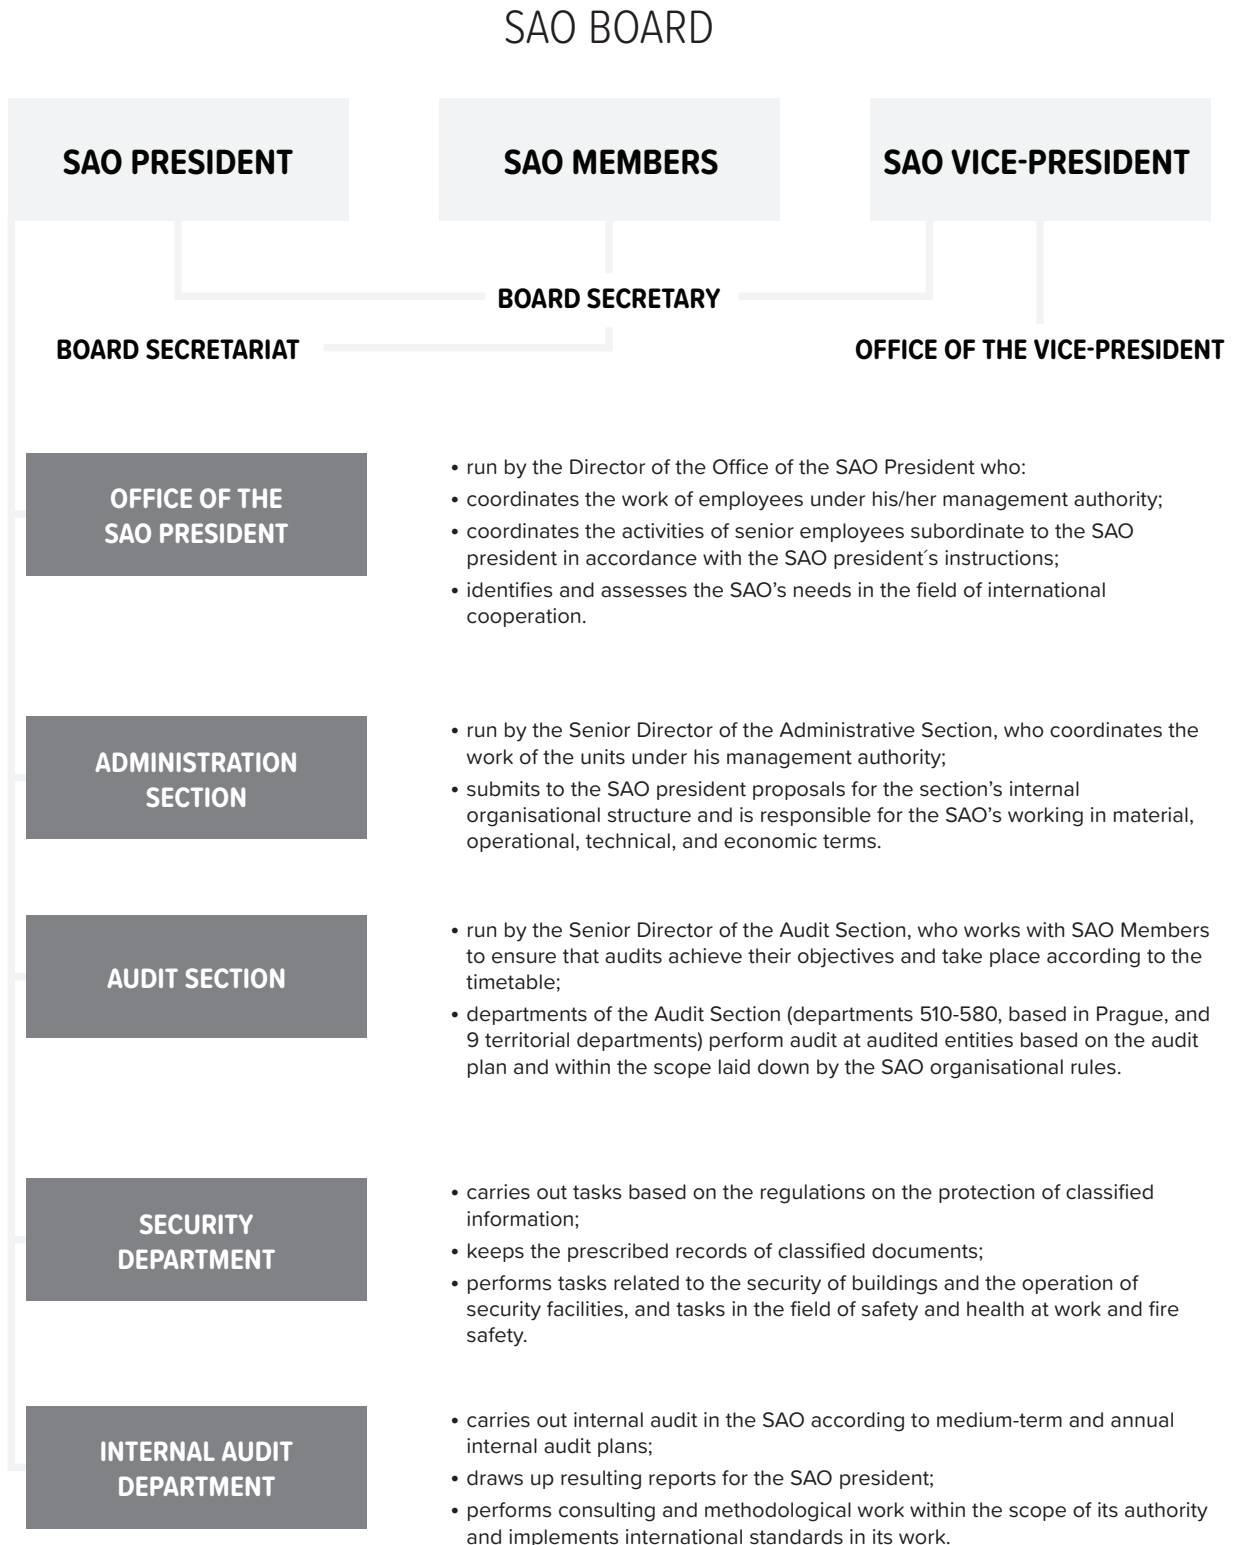 SAO BOARD
SAO PRESIDENT
SAO MEMBERS
SAO VICE-PRESIDENT
BOARD SECRETARY
BOARD SECRETARIAT
OFFICE OF THE VICE-PRESIDENT
OFFICE OF THE
SAO PRESIDENT
• run by the Director of the Office of the SAO President who:
• coordinates the work of employees under his/her management authority;
• coordinates the activities of senior employees subordinate to the SAO
president in accordance with the SAO president´s instructions;
• identifies and assesses the SAO’s needs in the field of international
cooperation.
ADMINISTRATION
SECTION
• run by the Senior Director of the Administrative Section, who coordinates the
work of the units under his management authority;
• submits to the SAO president proposals for the section’s internal
organisational structure and is responsible for the SAO’s working in material,
operational, technical, and economic terms.
AUDIT SECTION
• run by the Senior Director of the Audit Section, who works with SAO Members
to ensure that audits achieve their objectives and take place according to the
timetable;
• departments of the Audit Section (departments 510-580, based in Prague, and
9 territorial departments) perform audit at audited entities based on the audit
plan and within the scope laid down by the SAO organisational rules.
SECURITY
DEPARTMENT
• carries out tasks based on the regulations on the protection of classified
information;
• keeps the prescribed records of classified documents;
• performs tasks related to the security of buildings and the operation of
security facilities, and tasks in the field of safety and health at work and fire
safety.
INTERNAL AUDIT
DEPARTMENT
• carries out internal audit in the SAO according to medium-term and annual
internal audit plans;
• draws up resulting reports for the SAO president;
• performs consulting and methodological work within the scope of its authority
and implements international standards in its work.